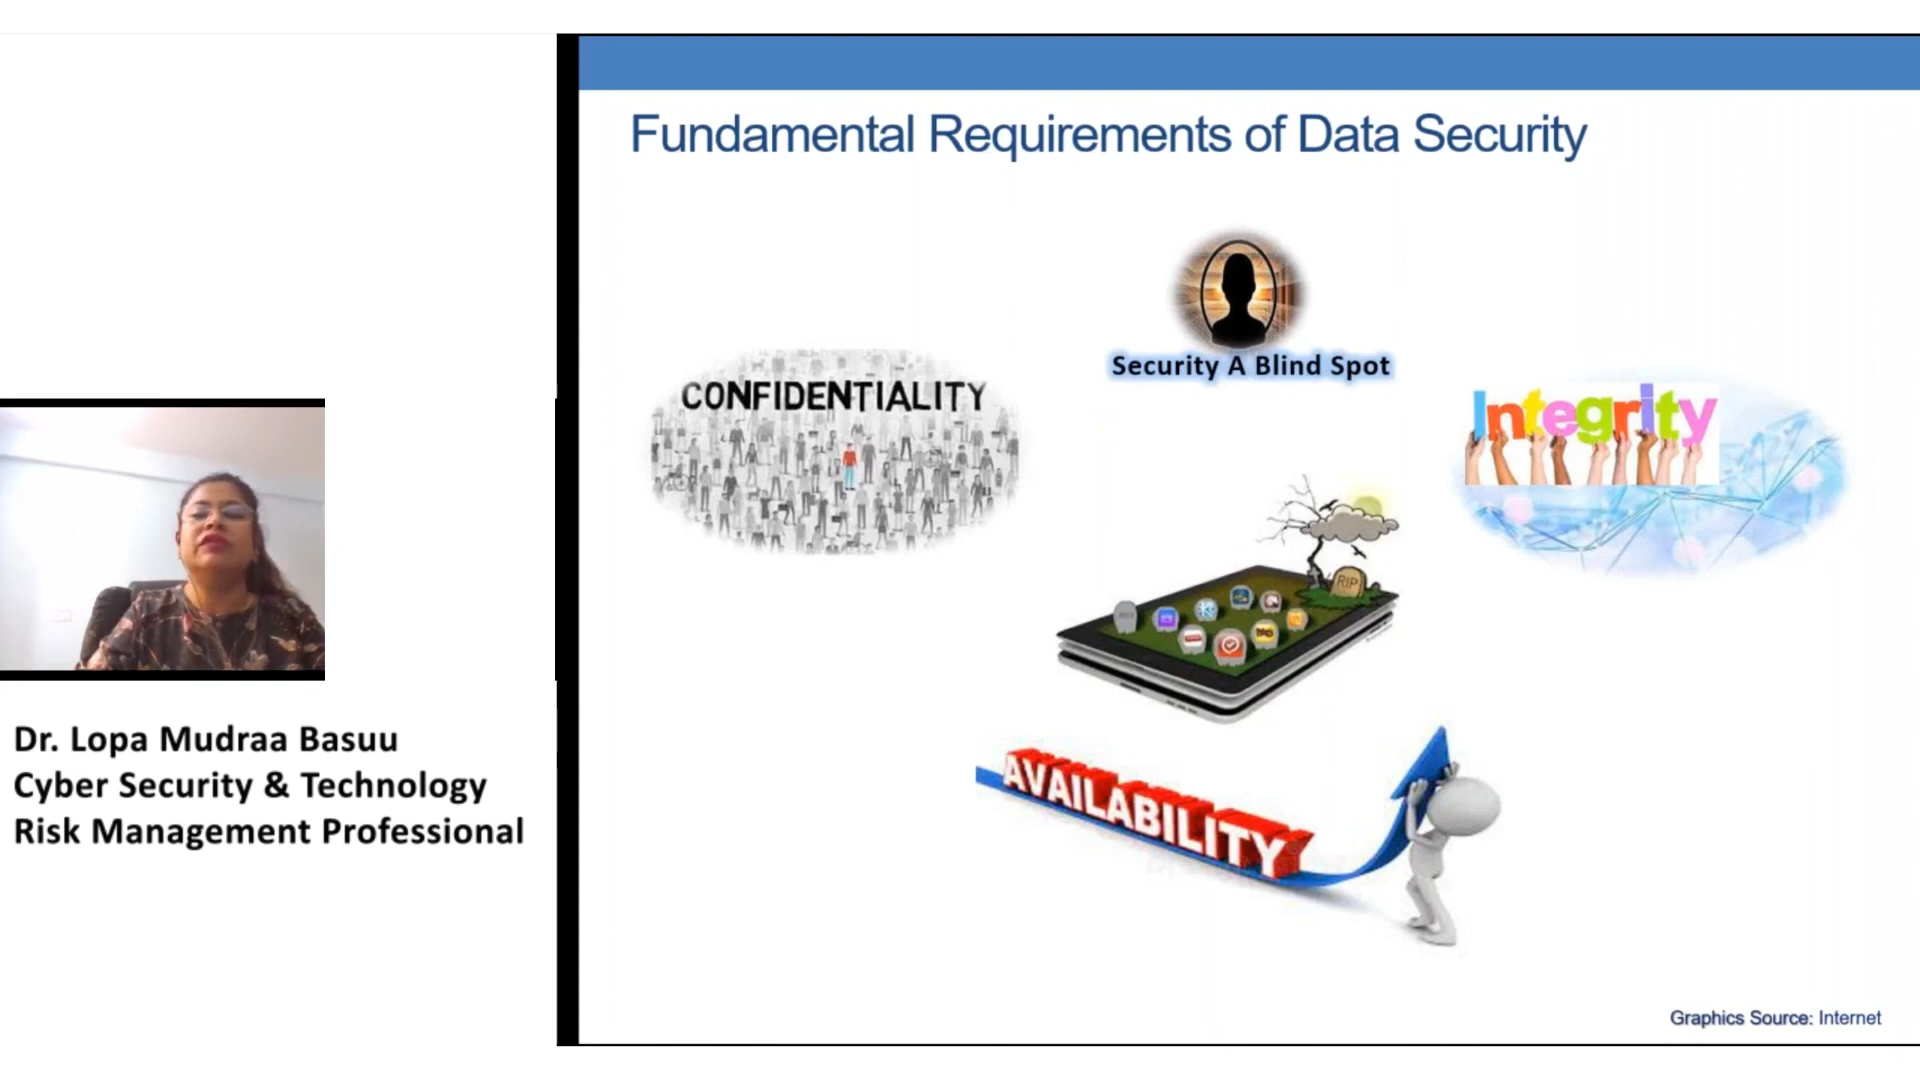 Fundamental Requirements of Data Security
Security A Blind Spot
CONFIDENTIALITY
Integrity
RIP
AVAILABILITY
Dr. Lopa Mudraa Basuu
Cyber Security & Technology
Risk Management Professional
Graphics Source: Internet